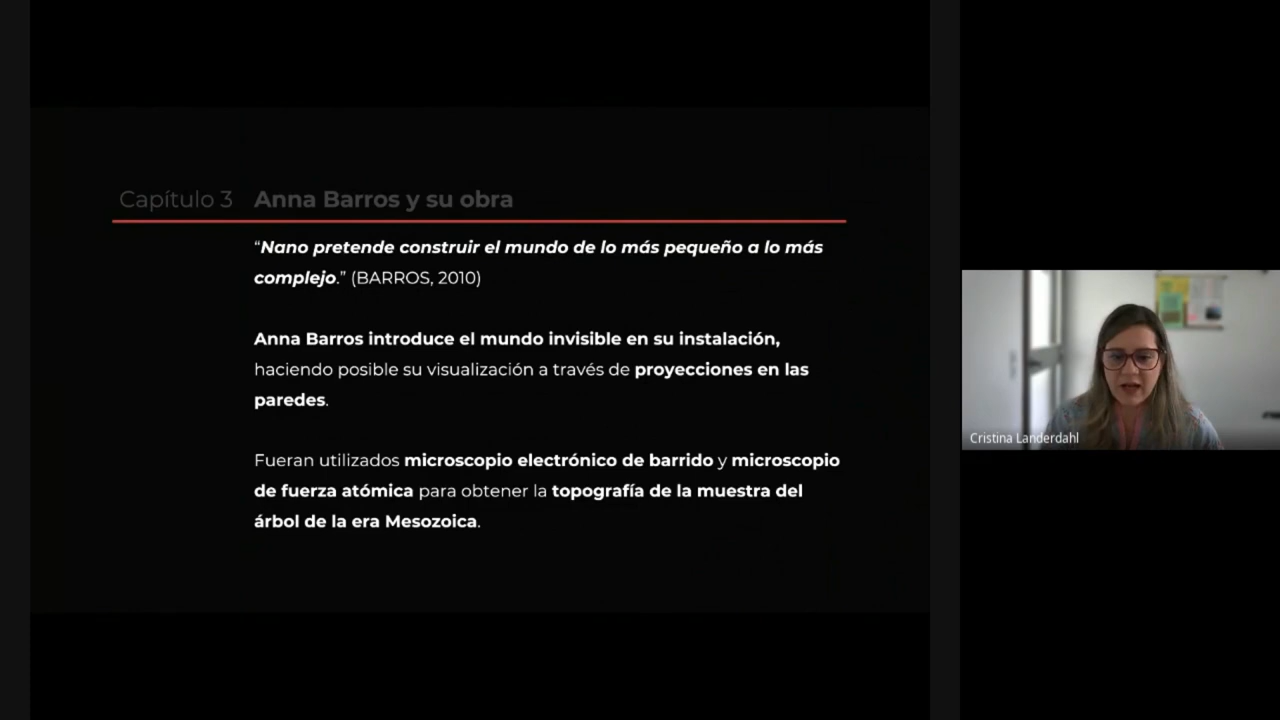 Capítulo 3 Anna Barros y su obra
“Nano pretende construir el mundo de lo más pequeño a lo más
complejo.” (BARROS, 2010)
Anna Barros introduce el mundo invisible en su instalación,
haciendo posible su visualización a través de proyecciones en las
paredes.
Fueran utilizados microscopio electrónico de barrido y microscopio
de fuerza atómica para obtener la topografía de la muestra del
árbol de la era Mesozoica.
Cristina Landerdahl